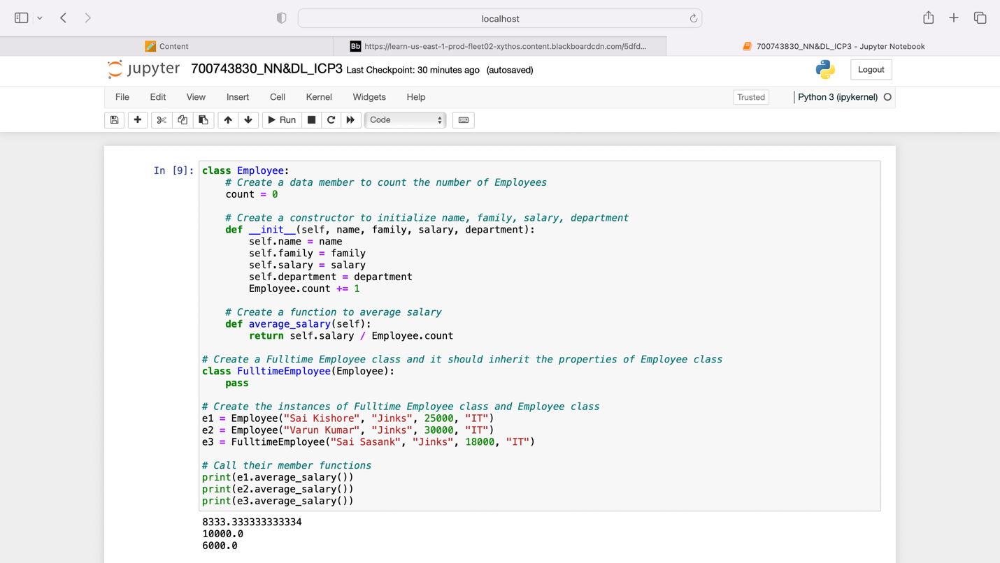 localhost
Content
Bb https://learn-us-east-1-prod-fleet02-xythos.content.blackboardcdn.com/5dfd...
700743830_NN&DL_ICP3 - Jupyter Notebook
jupyter 700743830_NN&DL_ICP3 Last Checkpoint: 30 minutes ago (autosaved)
Logout
File Edit View Insert Cell Kernel Widgets Help
Trusted
Python 3 (ipykernel)
Run
Code
In [9]:
class Employee:
    # Create a data member to count the number of Employees
    count = 0

    # Create a constructor to initialize name, family, salary, department
    def __init__(self, name, family, salary, department):
        self.name = name
        self.family = family
        self.salary = salary
        self.department = department
        Employee.count += 1

    # Create a function to average salary
    def average_salary(self):
        return self.salary / Employee.count

# Create a Fulltime Employee class and it should inherit the properties of Employee class
class FulltimeEmployee(Employee):
    pass

# Create the instances of Fulltime Employee class and Employee class
e1 = Employee("Sai Kishore", "Jinks", 25000, "IT")
e2 = Employee("Varun Kumar", "Jinks", 30000, "IT")
e3 = FulltimeEmployee("Sai Sasank", "Jinks", 18000, "IT")

# Call their member functions
print(e1.average_salary())
print(e2.average_salary())
print(e3.average_salary())
8333.333333333334
10000.0
6000.0